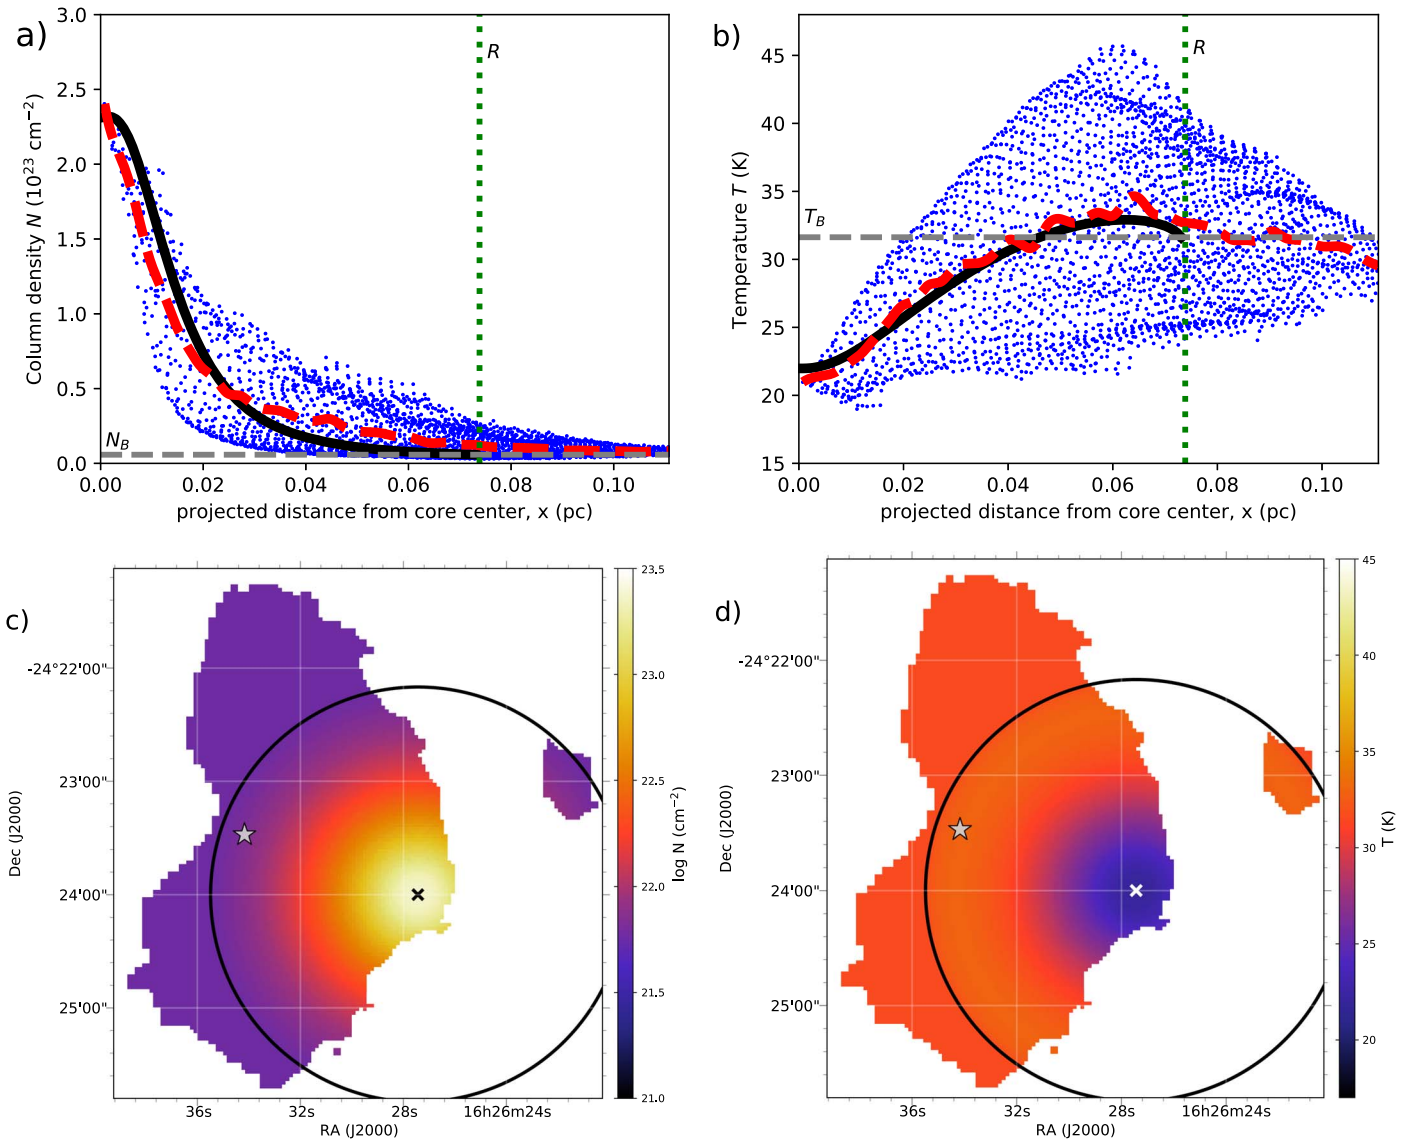 a)
3.0
2.5
2.0
1.5
1.0
0.5
0.0
Column density N (10²³ cm⁻²)
R
N_B
0.00 0.02 0.04 0.06 0.08 0.10
projected distance from core center, x (pc)
b)
45
40
35
30
25
20
15
Temperature T (K)
R
T_B
0.00 0.02 0.04 0.06 0.08 0.10
projected distance from core center, x (pc)
c)
-24°22'00"
23'00"
24'00"
25'00"
Dec (J2000)
36s 32s 28s 16h26m24s
RA (J2000)
23.5
23.0
22.5
22.0
21.5
21.0
log N (cm⁻²)
d)
-24°22'00"
23'00"
24'00"
25'00"
Dec (J2000)
36s 32s 28s 16h26m24s
RA (J2000)
45
40
35
30
25
20
T (K)